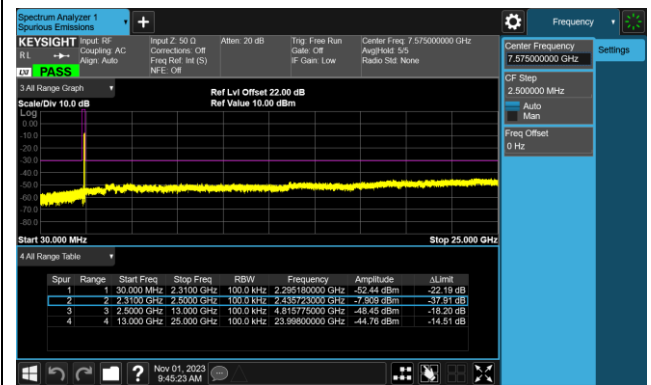 Spectrum Analyzer 1
Spurious Emissions
Frequency
KEYSIGHT
RL
LXI
PASS
Input: RF
Coupling: AC
Align: Auto
Input Z: 50 Ω
Corrections: Off
Freq Ref: Int (S)
NFE: Off
Atten: 20 dB
Trig: Free Run
Gate: Off
IF Gain: Low
Center Freq: 7.575000000 GHz
Avg|Hold: 5/5
Radio Std: None
Center Frequency
7.575000000 GHz
Settings
CF Step
2.500000 MHz
Auto
Man
Freq Offset
0 Hz
3 All Range Graph
Scale/Div 10.0 dB
Ref Lvl Offset 22.00 dB
Ref Value 10.00 dBm
Log
0.00
-10.0
-20.0
-30.0
-40.0
-50.0
-60.0
-70.0
-80.0
Start 30.000 MHz
Stop 25.000 GHz
4 All Range Table
Spur Range Start Freq Stop Freq RBW Frequency Amplitude ΔLimit
1 1 30.000 MHz 2.3100 GHz 100.0 kHz 2.295180000 GHz -52.44 dBm -22.19 dB
2 2 2.3100 GHz 2.5000 GHz 100.0 kHz 2.435723000 GHz -7.909 dBm -37.91 dB
3 3 2.5000 GHz 13.000 GHz 100.0 kHz 4.815775000 GHz -48.45 dBm -18.20 dB
4 4 13.000 GHz 25.000 GHz 100.0 kHz 23.99800000 GHz -44.76 dBm -14.51 dB
Nov 01, 2023
9:45:23 AM